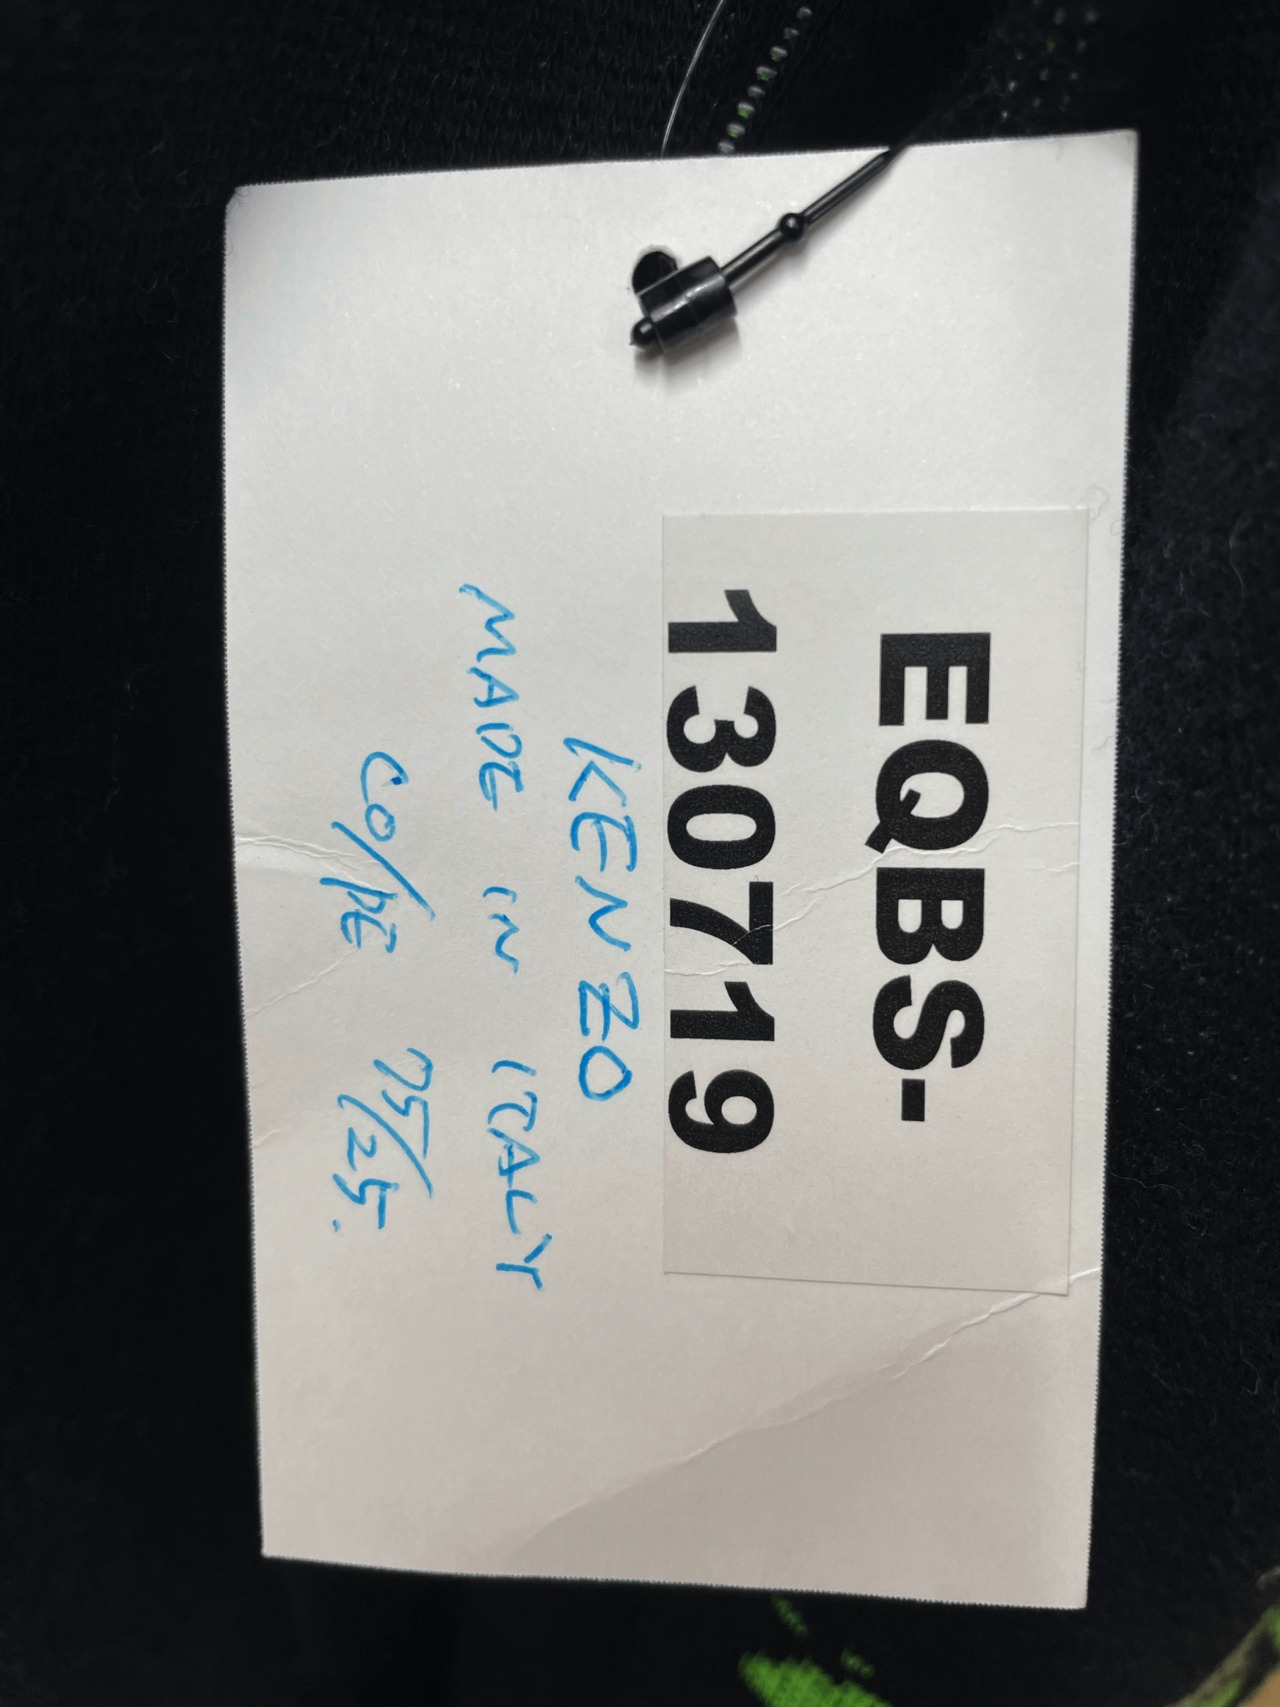 EQBS-
130719
KENZO
MADE IN ITALY
CO/PE 75/25.